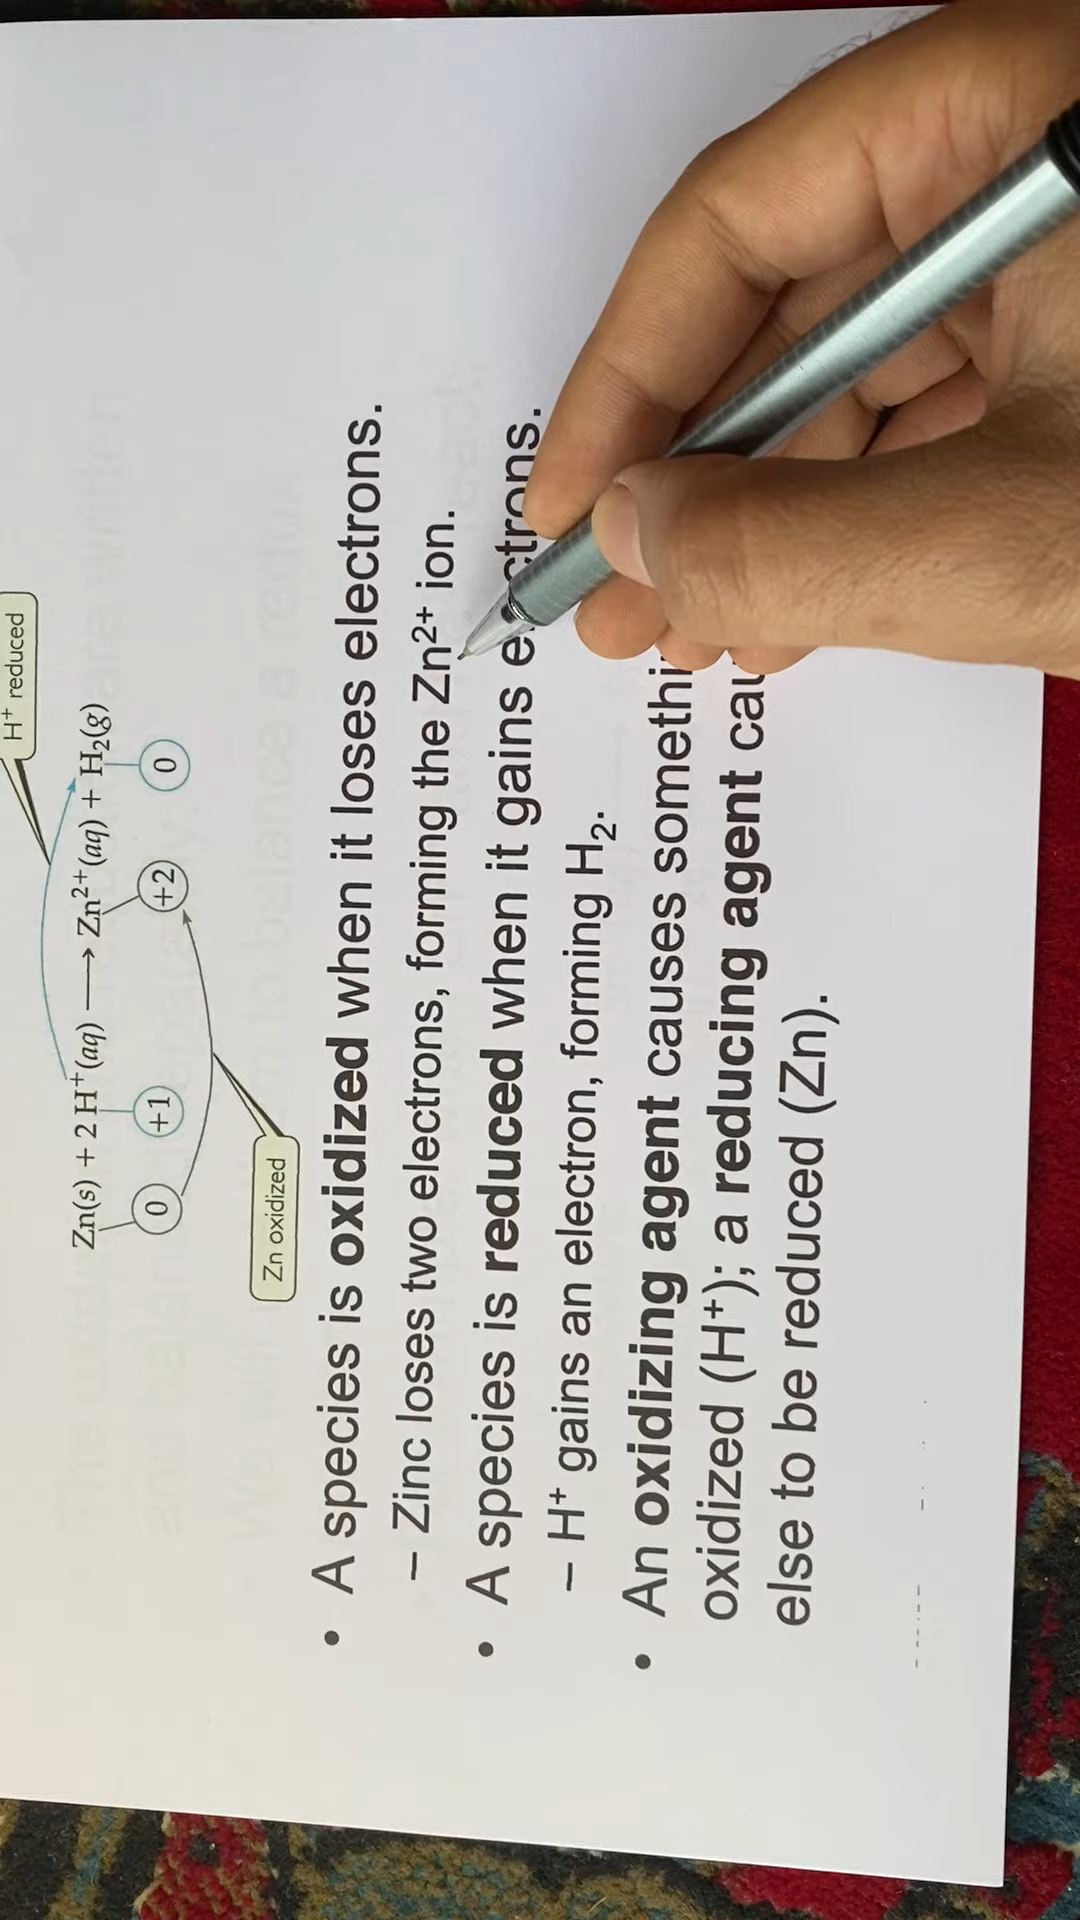 H⁺ reduced
Zn(s) + 2 H⁺(aq) ⟶ Zn²⁺(aq) + H₂(g)
0 +1 +2 0
Zn oxidized
• A species is oxidized when it loses electrons.
– Zinc loses two electrons, forming the Zn²⁺ ion.
• A species is reduced when it gains electrons.
– H⁺ gains an electron, forming H₂.
• An oxidizing agent causes
oxidized (H⁺); a reducing agent
else to be reduced (Zn).